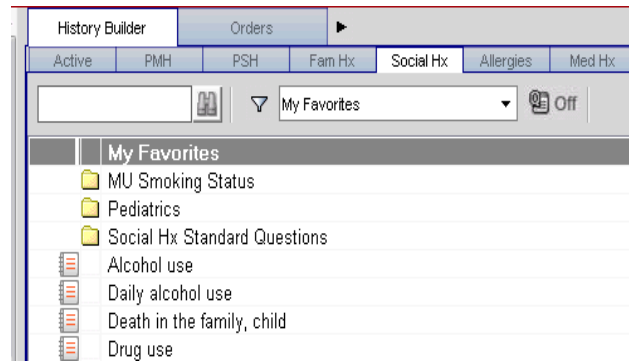 History Builder Orders
Active PMH PSH Fam Hx Social Hx Allergies Med Hx
My Favorites Off
My Favorites
MU Smoking Status
Pediatrics
Social Hx Standard Questions
Alcohol use
Daily alcohol use
Death in the family, child
Drug use